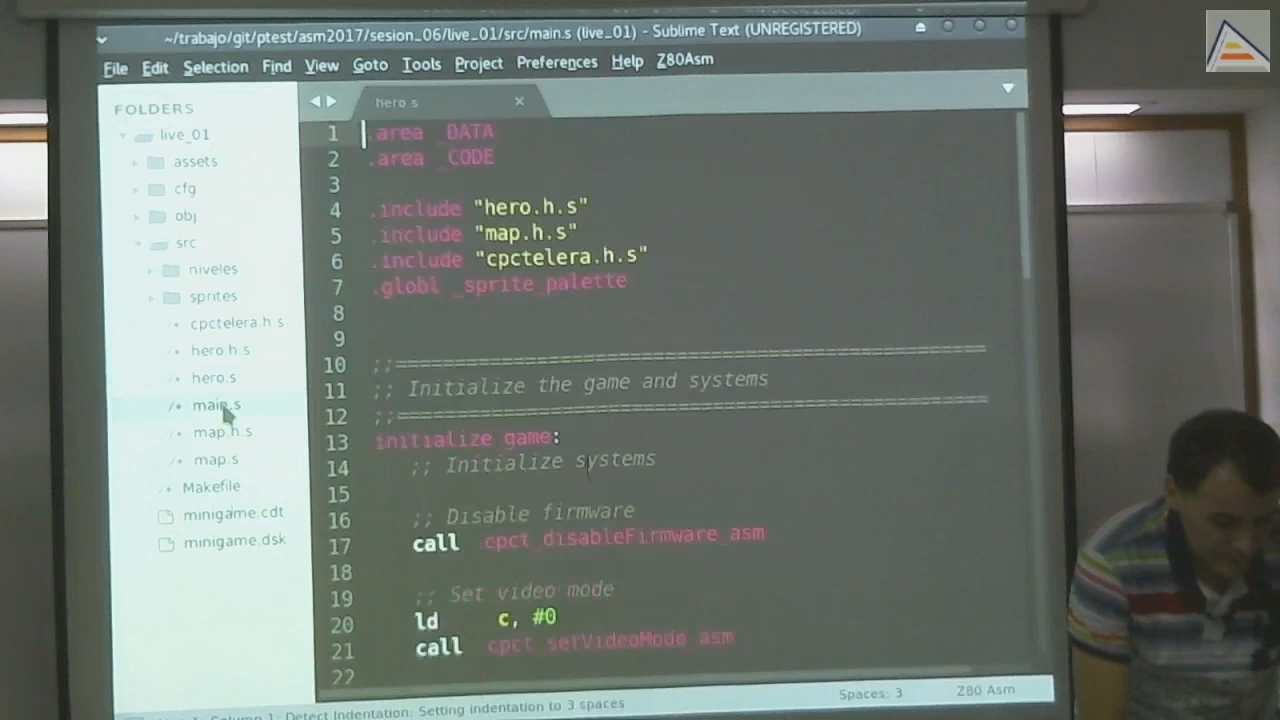 ~/trabajo/git/ptest/asm2017/sesion_06/live_01/src/main.s (live_01) - Sublime Text (UNREGISTERED)
File Edit Selection Find View Goto Tools Project Preferences Help Z80Asm
FOLDERS
live_01
assets
cfg
obj
src
niveles
sprites
cpctelera.h.s
hero.h.s
hero.s
main.s
map.h.s
map.s
Makefile
minigame.cdt
minigame.dsk
hero.s
1 .area _DATA
2 .area _CODE
3
4 .include "hero.h.s"
5 .include "map.h.s"
6 .include "cpctelera.h.s"
7 .globl _sprite_palette
8
9
10 ;;====================================================
11 ;; Initialize the game and systems
12 ;;====================================================
13 initialize_game:
14 ;; Initialize systems
15
16 ;; Disable firmware
17 call cpct_disableFirmware_asm
18
19 ;; Set video mode
20 ld c, #0
21 call cpct_setVideoMode_asm
22
Column 1; Detect Indentation: Setting indentation to 3 spaces
Spaces: 3
Z80 Asm